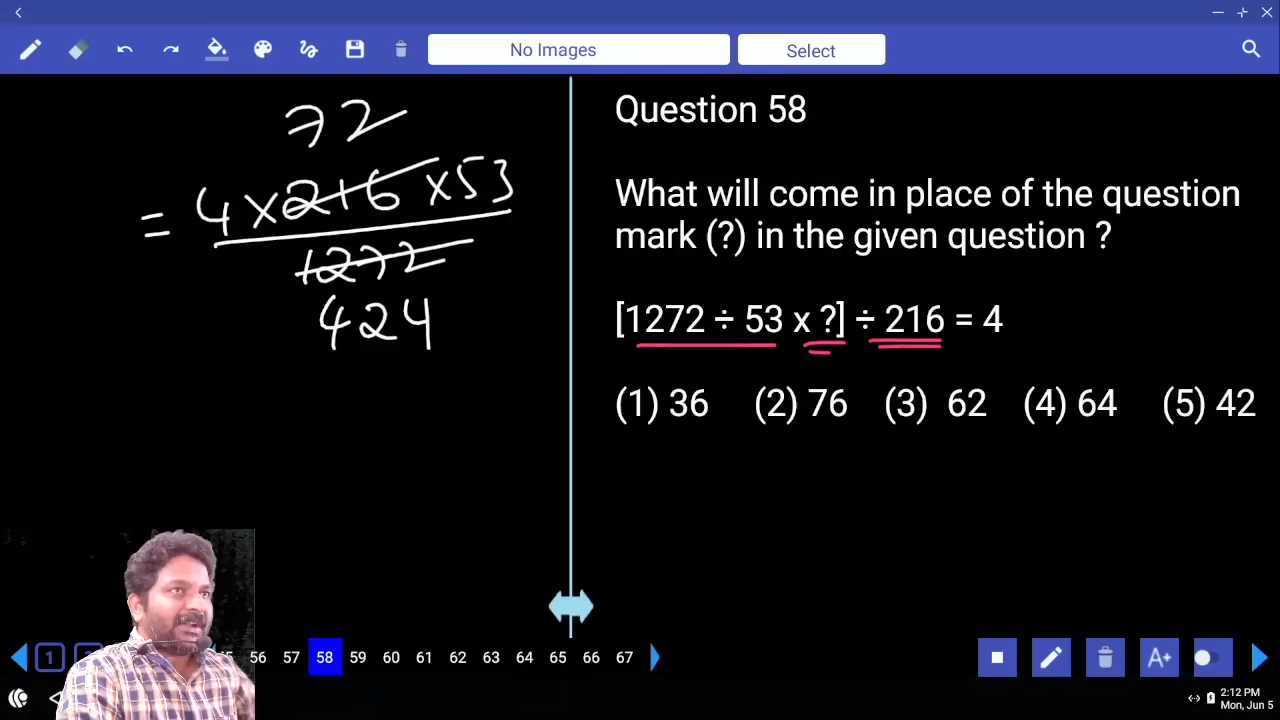 No Images
Select
72
= 4 × 216 × 53
1272
424
Question 58
What will come in place of the question
mark (?) in the given question ?
[1272 ÷ 53 x ?] ÷ 216 = 4
(1) 36 (2) 76 (3) 62 (4) 64 (5) 42
1
56 57 58 59 60 61 62 63 64 65 66 67
A+
2:12 PM
Mon, Jun 5